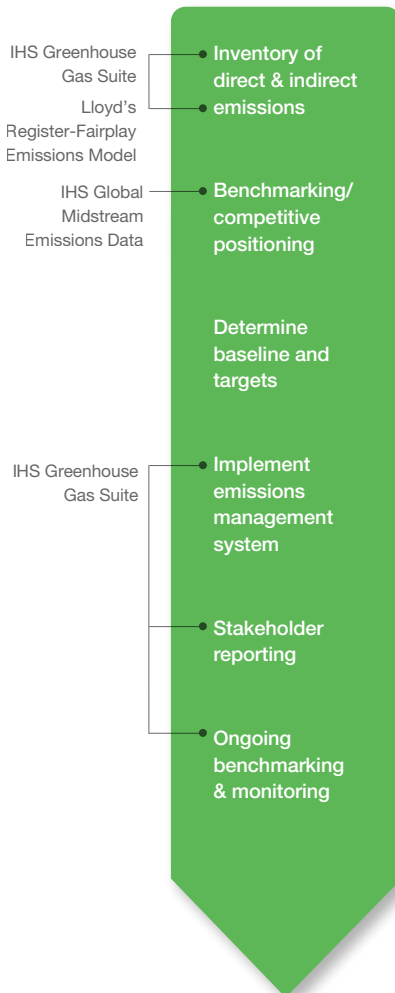 IHS Greenhouse
Gas Suite
Lloyd's
Register-Fairplay
Emissions Model
Inventory of
direct & indirect
emissions
IHS Global
Midstream
Emissions Data
Benchmarking/
competitive
positioning
Determine
baseline and
targets
IHS Greenhouse
Gas Suite
Implement
emissions
management
system
Stakeholder
reporting
Ongoing
benchmarking
& monitoring